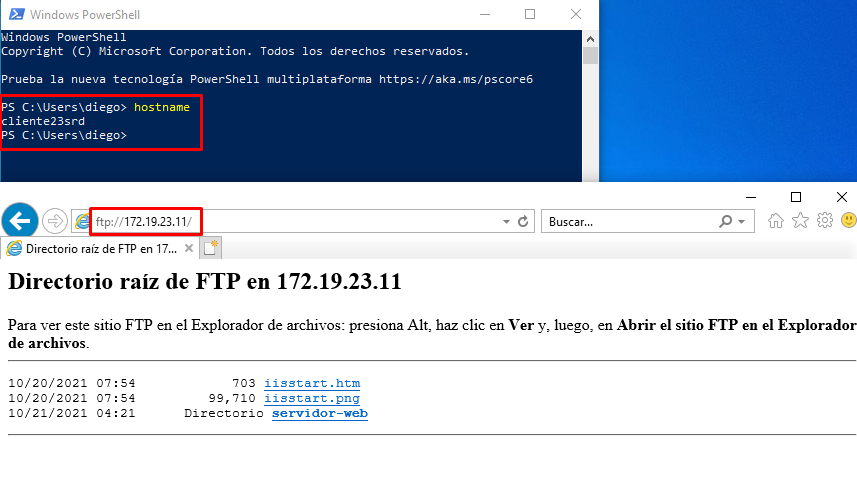 Windows PowerShell
Windows PowerShell
Copyright (C) Microsoft Corporation. Todos los derechos reservados.
Prueba la nueva tecnología PowerShell multiplataforma https://aka.ms/pscore6
PS C:\Users\diego> hostname
cliente23srd
PS C:\Users\diego>
ftp://172.19.23.11/
Buscar...
Directorio raíz de FTP en 17...
Directorio raíz de FTP en 172.19.23.11
Para ver este sitio FTP en el Explorador de archivos: presiona Alt, haz clic en Ver y, luego, en Abrir el sitio FTP en el Explorador
de archivos.
10/20/2021 07:54 703 iisstart.htm
10/20/2021 07:54 99,710 iisstart.png
10/21/2021 04:21 Directorio servidor-web